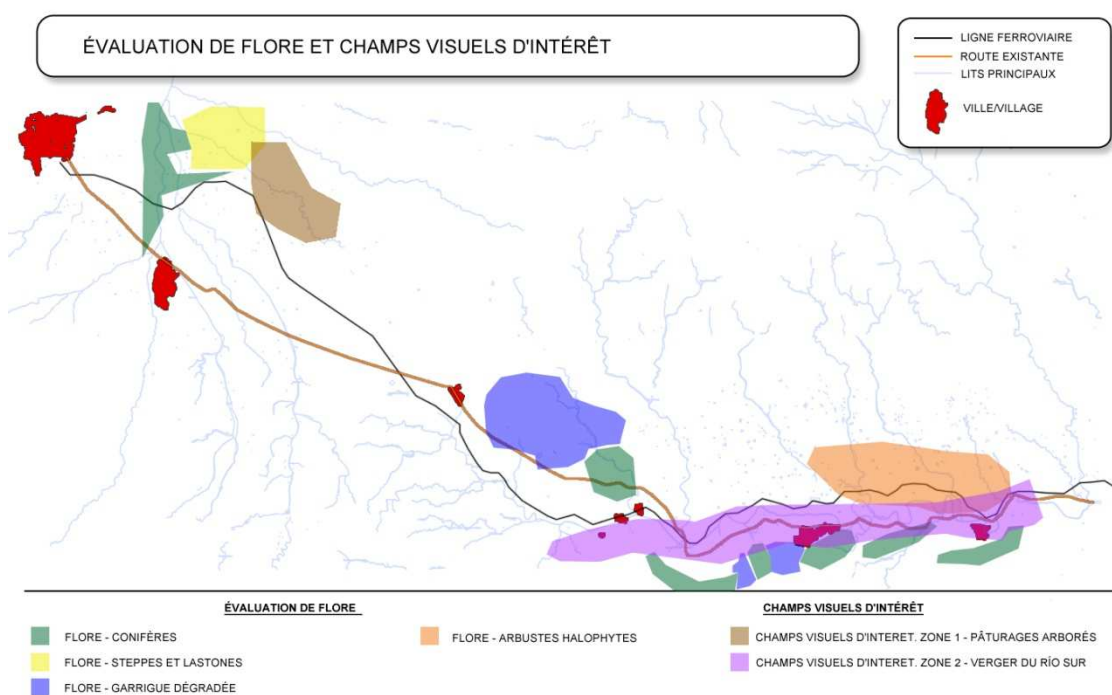 ÉVALUATION DE FLORE ET CHAMPS VISUELS D'INTÉRÊT
LIGNE FERROVIAIRE
ROUTE EXISTANTE
LITS PRINCIPAUX
VILLE/VILLAGE
ÉVALUATION DE FLORE
CHAMPS VISUELS D'INTÉRÊT
FLORE - CONIFÈRES
FLORE - ARBUSTES HALOPHYTES
CHAMPS VISUELS D'INTERET. ZONE 1 - PÂTURAGES ARBORÉS
FLORE - STEPPES ET LASTONES
CHAMPS VISUELS D'INTERET. ZONE 2 - VERGER DU RÍO SUR
FLORE - GARRIGUE DÉGRADÉE